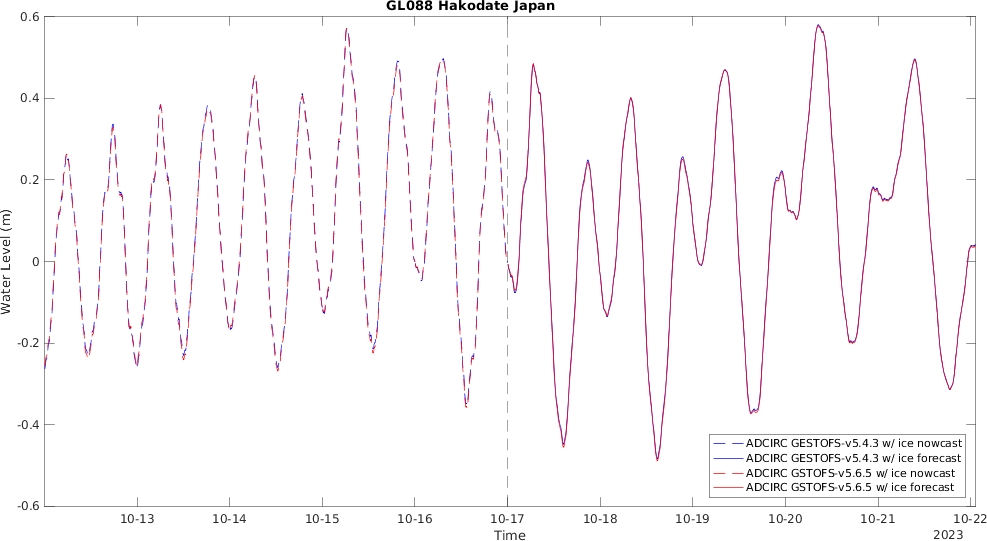 GL088 Hakodate Japan
0.6
0.4
0.2
0
-0.2
-0.4
-0.6
Water Level (m)
ADCIRC GESTOFS-v5.4.3 w/ ice nowcast
ADCIRC GESTOFS-v5.4.3 w/ ice forecast
ADCIRC GSTOFS-v5.6.5 w/ ice nowcast
ADCIRC GSTOFS-v5.6.5 w/ ice forecast
10-13 10-14 10-15 10-16 10-17 10-18 10-19 10-20 10-21 10-22
Time 2023